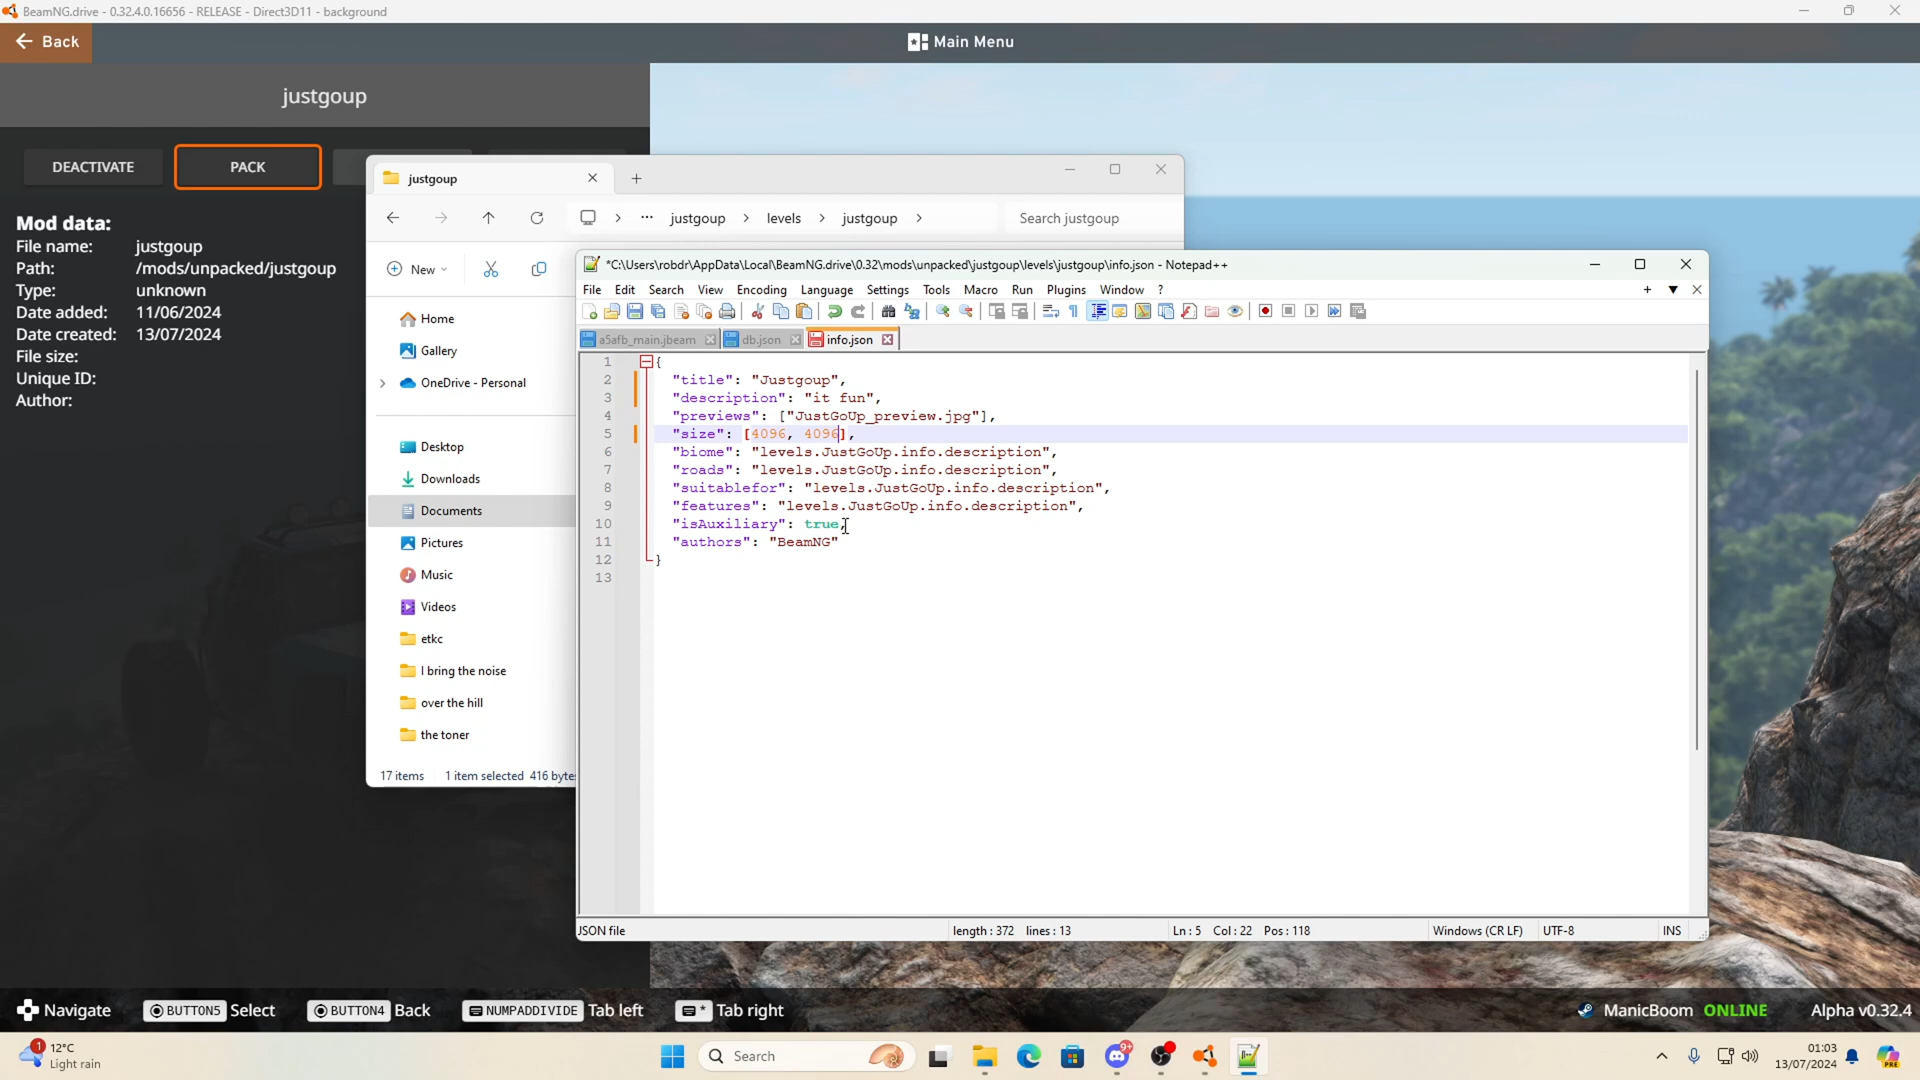 BeamNG.drive - 0.32.4.0.16656 - RELEASE - Direct3D11 - background
Back
Main Menu
justgoup
DEACTIVATE
PACK
Mod data:
File name: justgoup
Path: /mods/unpacked/justgoup
Type: unknown
Date added: 11/06/2024
Date created: 13/07/2024
File size:
Unique ID:
Author:
justgoup
··· justgoup > levels > justgoup >
Search justgoup
New
Home
Gallery
OneDrive - Personal
Desktop
Downloads
Documents
Pictures
Music
Videos
etkc
I bring the noise
over the hill
the toner
17 items 1 item selected 416 bytes
*C:\Users\robdr\AppData\Local\BeamNG.drive\0.32\mods\unpacked\justgoup\levels\justgoup\info.json - Notepad++
File Edit Search View Encoding Language Settings Tools Macro Run Plugins Window ?
a5afb_main.jbeam db.json info.json
1 {
2 "title": "Justgoup",
3 "description": "it fun",
4 "previews": ["JustGoUp_preview.jpg"],
5 "size": [4096, 4096],
6 "biome": "levels.JustGoUp.info.description",
7 "roads": "levels.JustGoUp.info.description",
8 "suitablefor": "levels.JustGoUp.info.description",
9 "features": "levels.JustGoUp.info.description",
10 "isAuxiliary": true,
11 "authors": "BeamNG"
12 }
13
JSON file length : 372 lines : 13 Ln : 5 Col : 22 Pos : 118 Windows (CR LF) UTF-8 INS
Navigate BUTTON5 Select BUTTON4 Back NUMPADDIVIDE Tab left * Tab right
ManicBoom ONLINE Alpha v0.32.4
1
12°C
Light rain
Search
9+
01:03
13/07/2024
PRE